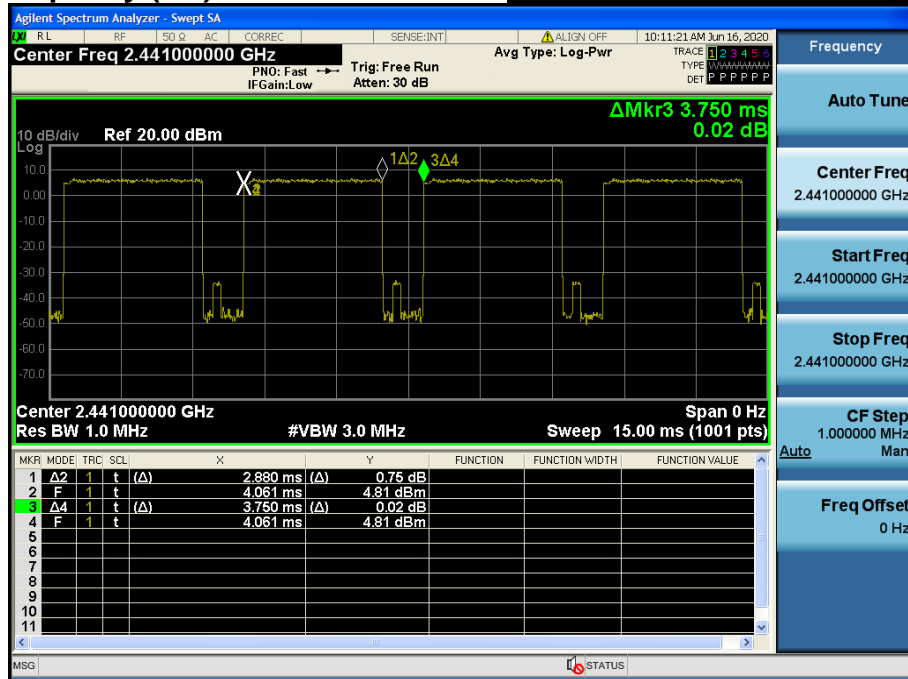 Agilent Spectrum Analyzer - Swept SA
LXI RL RF 50 Ω AC CORREC SENSE:INT ALIGN OFF 10:11:21 AM Jun 16, 2020
Center Freq 2.441000000 GHz
PNO: Fast
IFGain:Low
Trig: Free Run
Atten: 30 dB
Avg Type: Log-Pwr
TRACE 1 2 3 4 5 6
TYPE
DET P P P P P P
Frequency
Auto Tune
Center Freq
2.441000000 GHz
Start Freq
2.441000000 GHz
Stop Freq
2.441000000 GHz
CF Step
1.000000 MHz
Auto Man
Freq Offset
0 Hz
ΔMkr3 3.750 ms
0.02 dB
10 dB/div Ref 20.00 dBm
Log
10.0
0.00
-10.0
-20.0
-30.0
-40.0
-50.0
-60.0
-70.0
1Δ2 3Δ4
Center 2.441000000 GHz Span 0 Hz
Res BW 1.0 MHz #VBW 3.0 MHz Sweep 15.00 ms (1001 pts)
MKR MODE TRC SCL X Y FUNCTION FUNCTION WIDTH FUNCTION VALUE
1 Δ2 1 t (Δ) 2.880 ms (Δ) 0.75 dB
2 F 1 t 4.061 ms 4.81 dBm
3 Δ4 1 t (Δ) 3.750 ms (Δ) 0.02 dB
4 F 1 t 4.061 ms 4.81 dBm
5
6
7
8
9
10
11
MSG STATUS